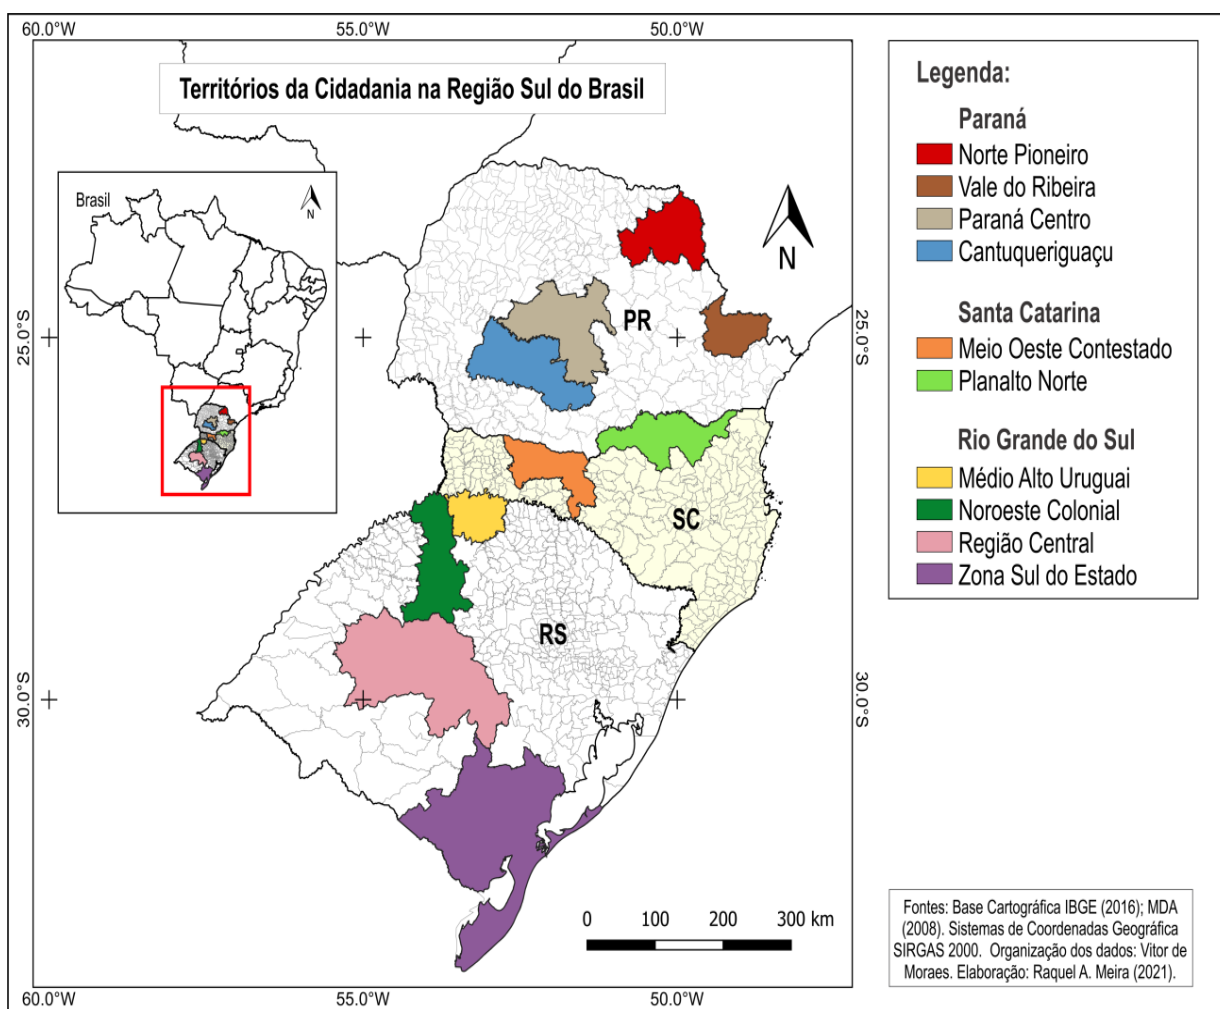 60.0°W
55.0°W
50.0°W
Territórios da Cidadania na Região Sul do Brasil
Brasil
N
N
25.0°S
25.0°S
30.0°S
30.0°S
PR
SC
RS
0 100 200 300 km
60.0°W
55.0°W
50.0°W
Legenda:
Paraná
Norte Pioneiro
Vale do Ribeira
Paraná Centro
Cantuqueriguaçu
Santa Catarina
Meio Oeste Contestado
Planalto Norte
Rio Grande do Sul
Médio Alto Uruguai
Noroeste Colonial
Região Central
Zona Sul do Estado
Fontes: Base Cartográfica IBGE (2016); MDA
(2008). Sistemas de Coordenadas Geográfica
SIRGAS 2000. Organização dos dados: Vitor de
Moraes. Elaboração: Raquel A. Meira (2021).